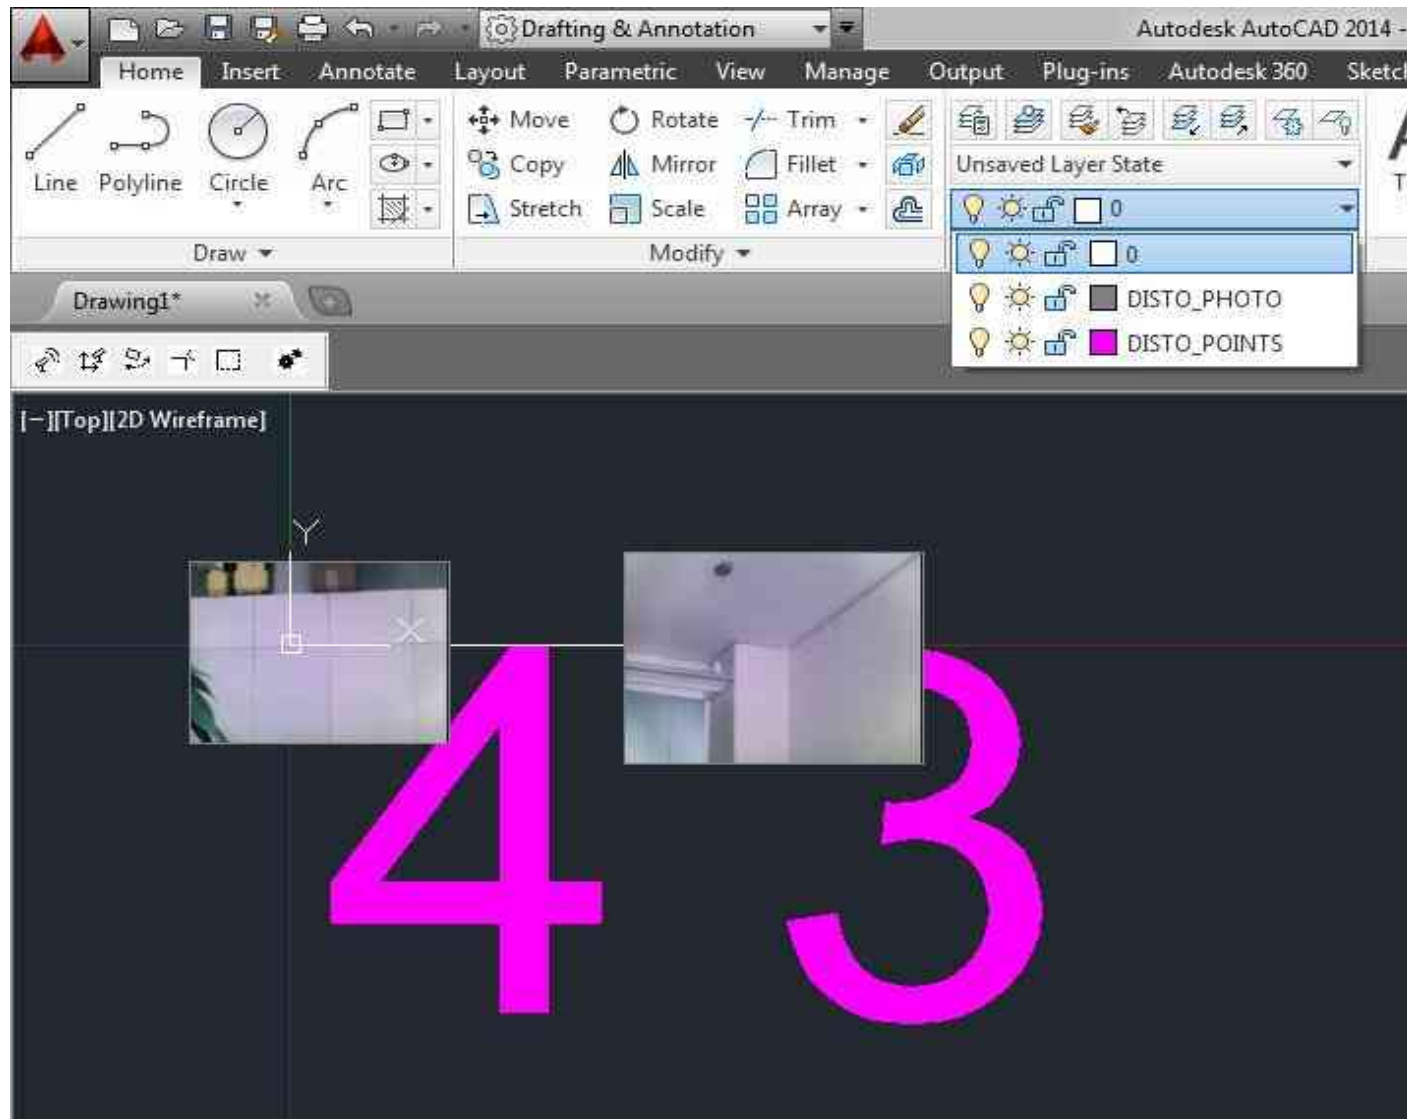 Drafting & Annotation
Autodesk AutoCAD 2014 -
Home Insert Annotate Layout Parametric View Manage Output Plug-ins Autodesk 360
Move Rotate Trim
Copy Mirror Fillet
Unsaved Layer State
Line Polyline Circle Arc
Stretch Scale Array
0
Draw
Modify
0
Drawing1*
DISTO_PHOTO
DISTO_POINTS
[−][Top][2D Wireframe]
Y
X
4 3